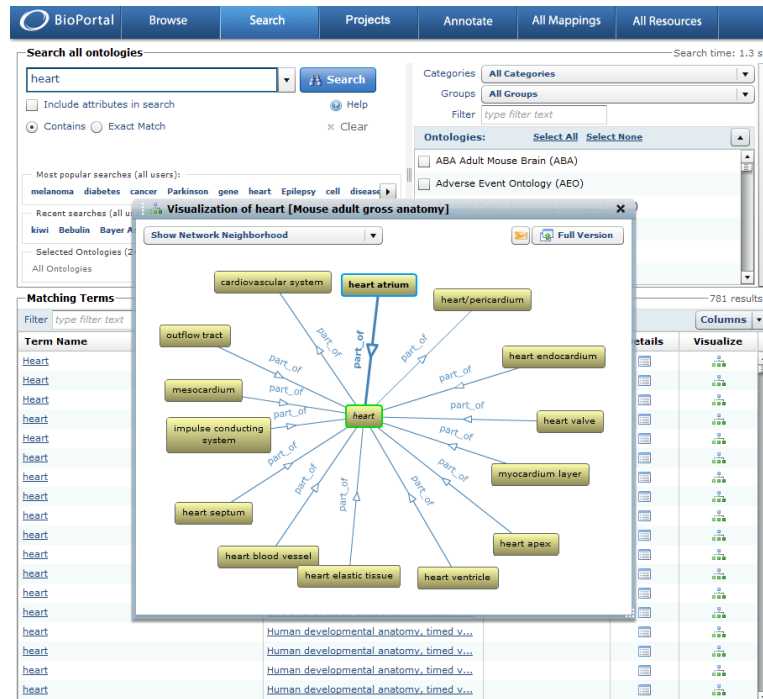 BioPortal Browse Search Projects Annotate All Mappings All Resources
Search all ontologies Search time: 1.3 s
heart Search
Include attributes in search Help
Contains Exact Match Clear
Categories All Categories
Groups All Groups
Filter type filter text
Ontologies: Select All Select None
ABA Adult Mouse Brain (ABA)
Adverse Event Ontology (AEO)
Most popular searches (all users):
melanoma diabetes cancer Parkinson gene heart Epilepsy cell disease
Recent searches (all us
kiwi Bebulin Bayer A
Selected Ontologies (2
All Ontologies
Visualization of heart [Mouse adult gross anatomy]
Show Network Neighborhood Full Version
cardiovascular system
heart atrium
heart/pericardium
outflow tract
heart endocardium
mesocardium
heart
heart valve
impulse conducting
system
myocardium layer
heart septum
heart apex
heart blood vessel
heart elastic tissue
heart ventricle
part_of
part_of
part_of
part_of
part_of
part_of
part_of
part_of
part_of
part_of
part_of
part_of
part_of
part_of
Matching Terms 781 results
Filter type filter text Columns
Term Name etails Visualize
Heart
Heart
Heart
heart
Heart
heart
heart
heart
heart
heart
heart
heart
heart
heart
heart Human developmental anatomy, timed v...
heart Human developmental anatomy, timed v...
heart Human developmental anatomy, timed v...
heart Human developmental anatomy, timed v...